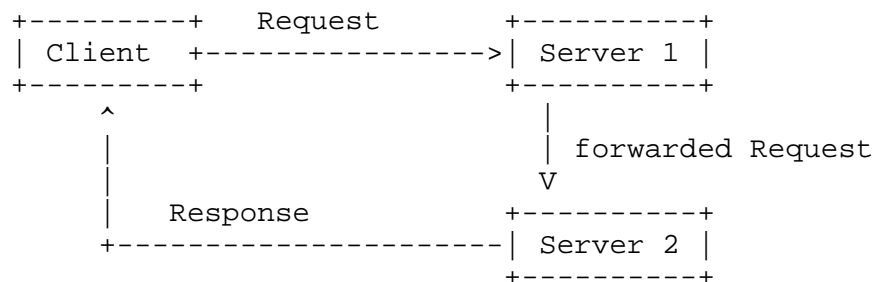 Request
Client
Server 1
forwarded Request
V
Response
Server 2